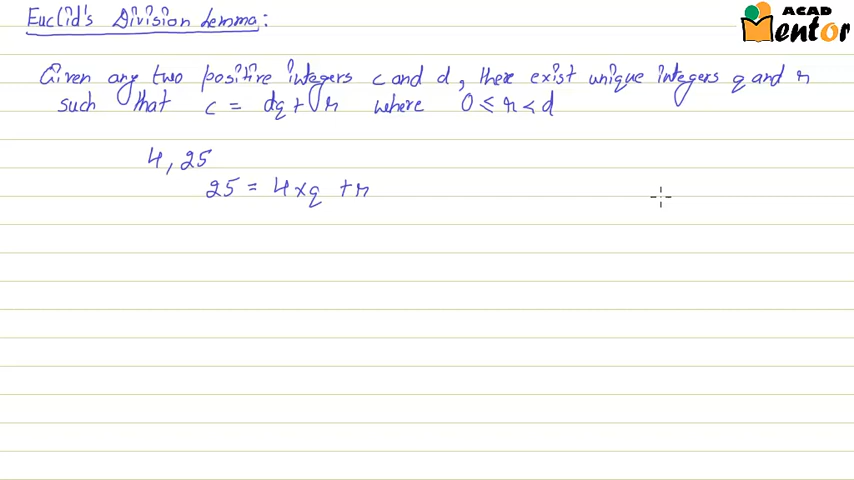 Euclid's Division Lemma:
ACAD
Mentor
Given any two positive integers c and d, there exist unique integers q and r
such that c = dq + r where 0 ≤ r < d
4, 25
25 = 4 × q + r